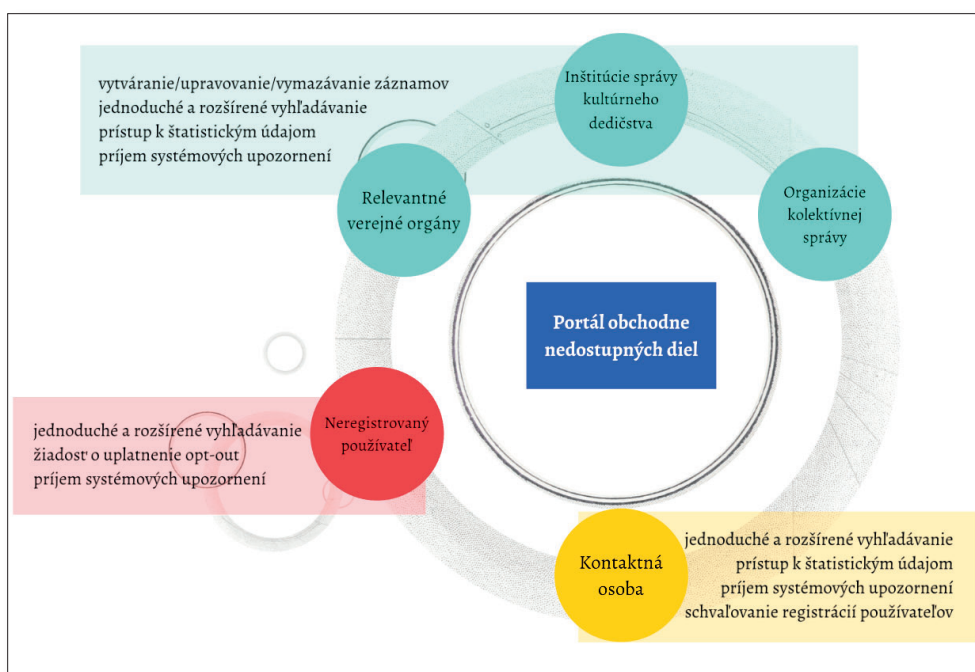 vytváranie/upravovanie/vymazávanie záznamov
jednoduché a rozšírené vyhľadávanie
prístup k štatistickým údajom
príjem systémových upozornení
Inštitúcie správy
kultúrneho
dedičstva
Relevantné
verejné orgány
Organizácie
kolektívnej
správy
Portál obchodne
nedostupných diel
Neregistrovaný
používateľ
jednoduché a rozšírené vyhľadávanie
žiadosť o uplatnenie opt-out
príjem systémových upozornení
Kontaktná
osoba
jednoduché a rozšírené vyhľadávanie
prístup k štatistickým údajom
príjem systémových upozornení
schvaľovanie registrácií používateľov